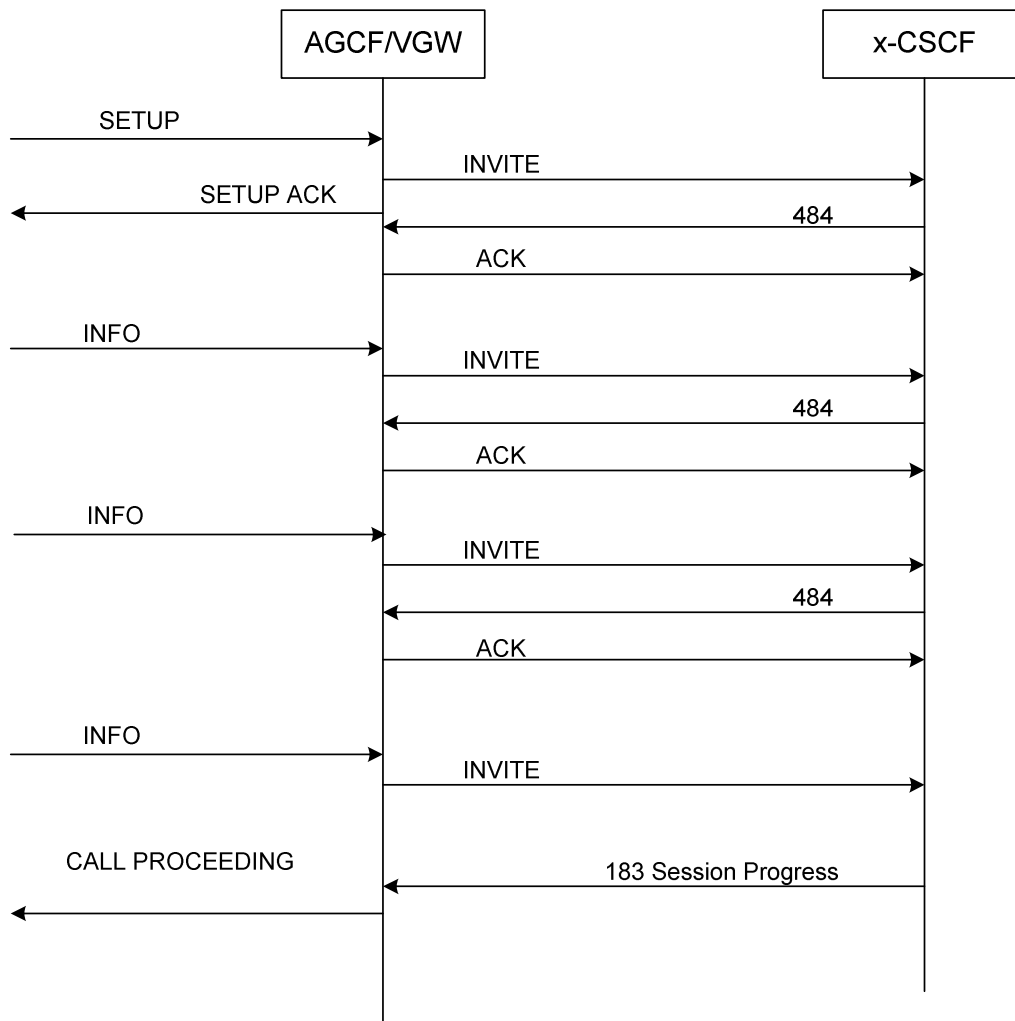 AGCF/VGW
x-CSCF
SETUP
INVITE
SETUP ACK
484
ACK
INFO
INVITE
484
ACK
INFO
INVITE
484
ACK
INFO
INVITE
CALL PROCEEDING
183 Session Progress